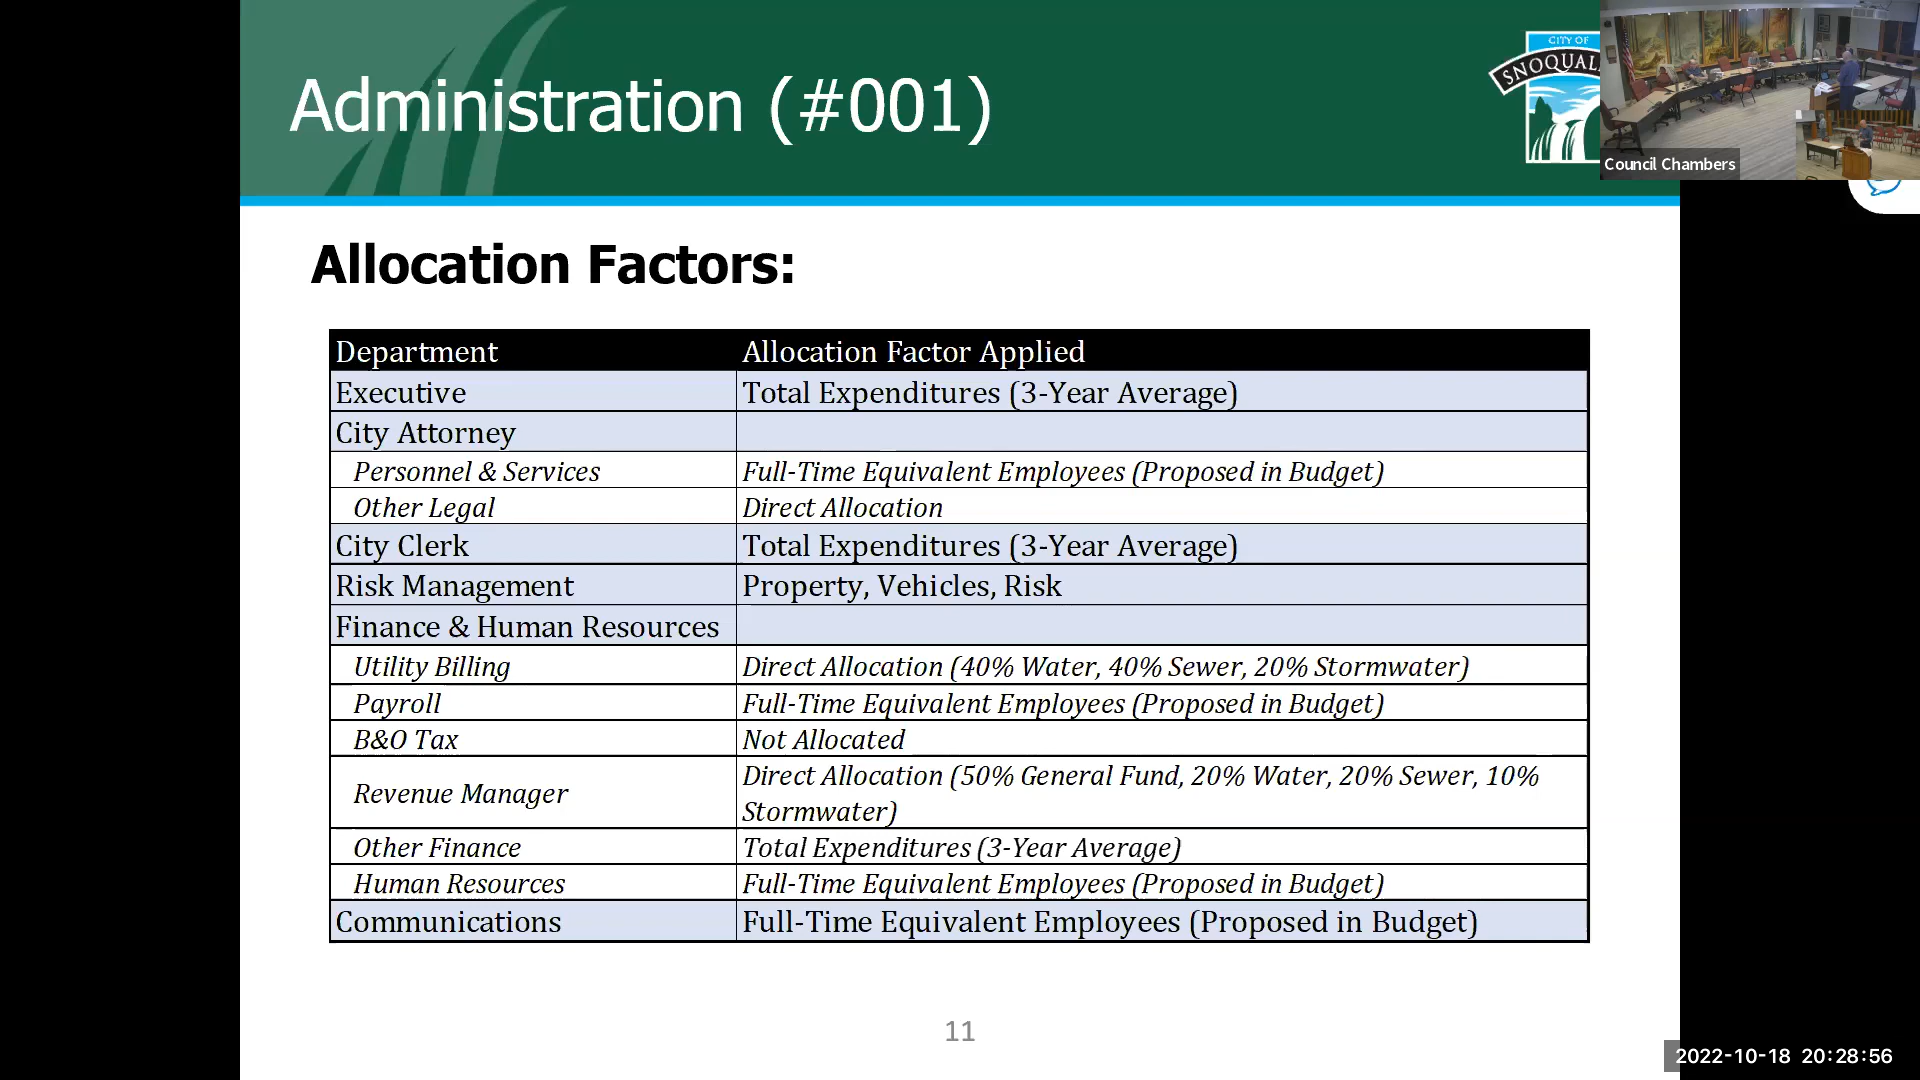 Administration (#001)
CITY OF
Council Chambers
Allocation Factors:
Department Allocation Factor Applied
Executive Total Expenditures (3-Year Average)
City Attorney
Personnel & Services Full-Time Equivalent Employees (Proposed in Budget)
Other Legal Direct Allocation
City Clerk Total Expenditures (3-Year Average)
Risk Management Property, Vehicles, Risk
Finance & Human Resources
Utility Billing Direct Allocation (40% Water, 40% Sewer, 20% Stormwater)
Payroll Full-Time Equivalent Employees (Proposed in Budget)
B&O Tax Not Allocated
Revenue Manager Direct Allocation (50% General Fund, 20% Water, 20% Sewer, 10%
Stormwater)
Other Finance Total Expenditures (3-Year Average)
Human Resources Full-Time Equivalent Employees (Proposed in Budget)
Communications Full-Time Equivalent Employees (Proposed in Budget)
11
2022-10-18 20:28:56